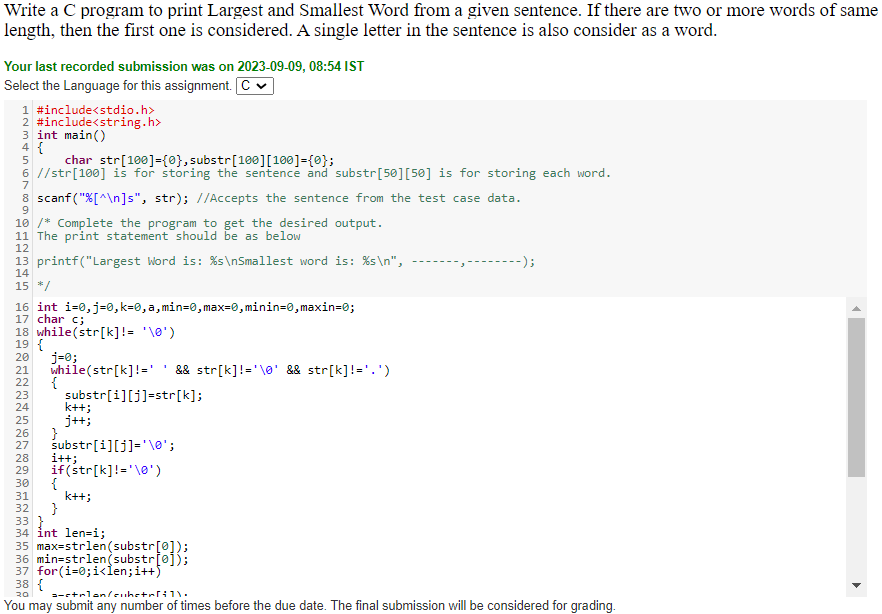 Write a C program to print Largest and Smallest Word from a given sentence. If there are two or more words of same
length, then the first one is considered. A single letter in the sentence is also consider as a word.
Your last recorded submission was on 2023-09-09, 08:54 IST
Select the Language for this assignment. C
1 #include<stdio.h>
2 #include<string.h>
3 int main()
4 {
5     char str[100]={0},substr[100][100]={0};
6 //str[100] is for storing the sentence and substr[50][50] is for storing each word.
7
8 scanf("%[^\n]s", str); //Accepts the sentence from the test case data.
9
10 /* Complete the program to get the desired output.
11 The print statement should be as below
12
13 printf("Largest Word is: %s\nSmallest word is: %s\n", -------,--------);
14
15 */
16 int i=0,j=0,k=0,a,min=0,max=0,minin=0,maxin=0;
17 char c;
18 while(str[k]!= '\0')
19 {
20   j=0;
21   while(str[k]!=' ' && str[k]!='\0' && str[k]!='.')
22   {
23     substr[i][j]=str[k];
24     k++;
25     j++;
26   }
27   substr[i][j]='\0';
28   i++;
29   if(str[k]!='\0')
30   {
31     k++;
32   }
33 }
34 int len=i;
35 max=strlen(substr[0]);
36 min=strlen(substr[0]);
37 for(i=0;i<len;i++)
38 {
39   a=strlen(substr[i]);
You may submit any number of times before the due date. The final submission will be considered for grading.